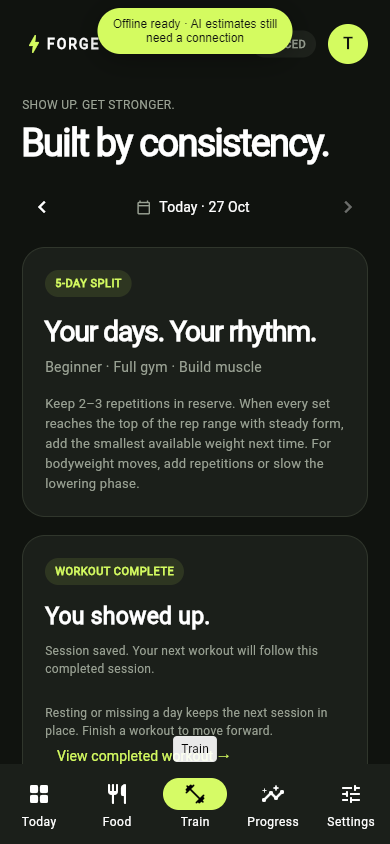 Offline ready · AI estimates still
need a connection
FORGE
CED
T
SHOW UP. GET STRONGER.
Built by consistency.
Today · 27 Oct
5-DAY SPLIT
Your days. Your rhythm.
Beginner · Full gym · Build muscle
Keep 2–3 repetitions in reserve. When every set
reaches the top of the rep range with steady form,
add the smallest available weight next time. For
bodyweight moves, add repetitions or slow the
lowering phase.
WORKOUT COMPLETE
You showed up.
Session saved. Your next workout will follow this
completed session.
Resting or missing a day keeps the next session in
place. Finish a workout to move forward.
Train
View completed workout →
Today
Food
Train
Progress
Settings